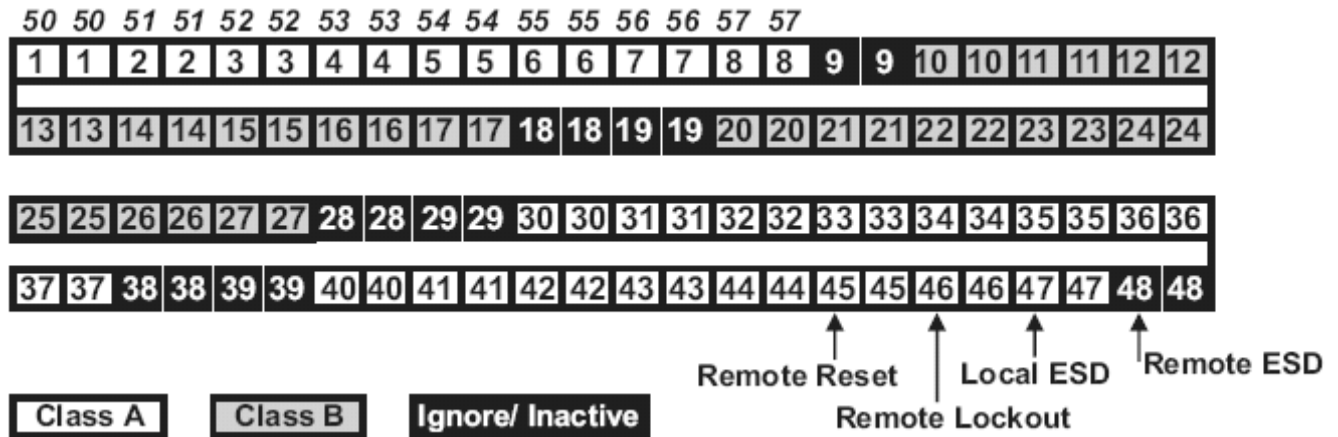 50 50 51 51 52 52 53 53 54 54 55 55 56 56 57 57
1 1 2 2 3 3 4 4 5 5 6 6 7 7 8 8 9 9 10 10 11 11 12 12
13 13 14 14 15 15 16 16 17 17 18 18 19 19 20 20 21 21 22 22 23 23 24 24
25 25 26 26 27 27 28 28 29 29 30 30 31 31 32 32 33 33 34 34 35 35 36 36
37 37 38 38 39 39 40 40 41 41 42 42 43 43 44 44 45 45 46 46 47 47 48 48
Remote Reset Local ESD Remote ESD
Class A Class B Ignore/ Inactive Remote Lockout